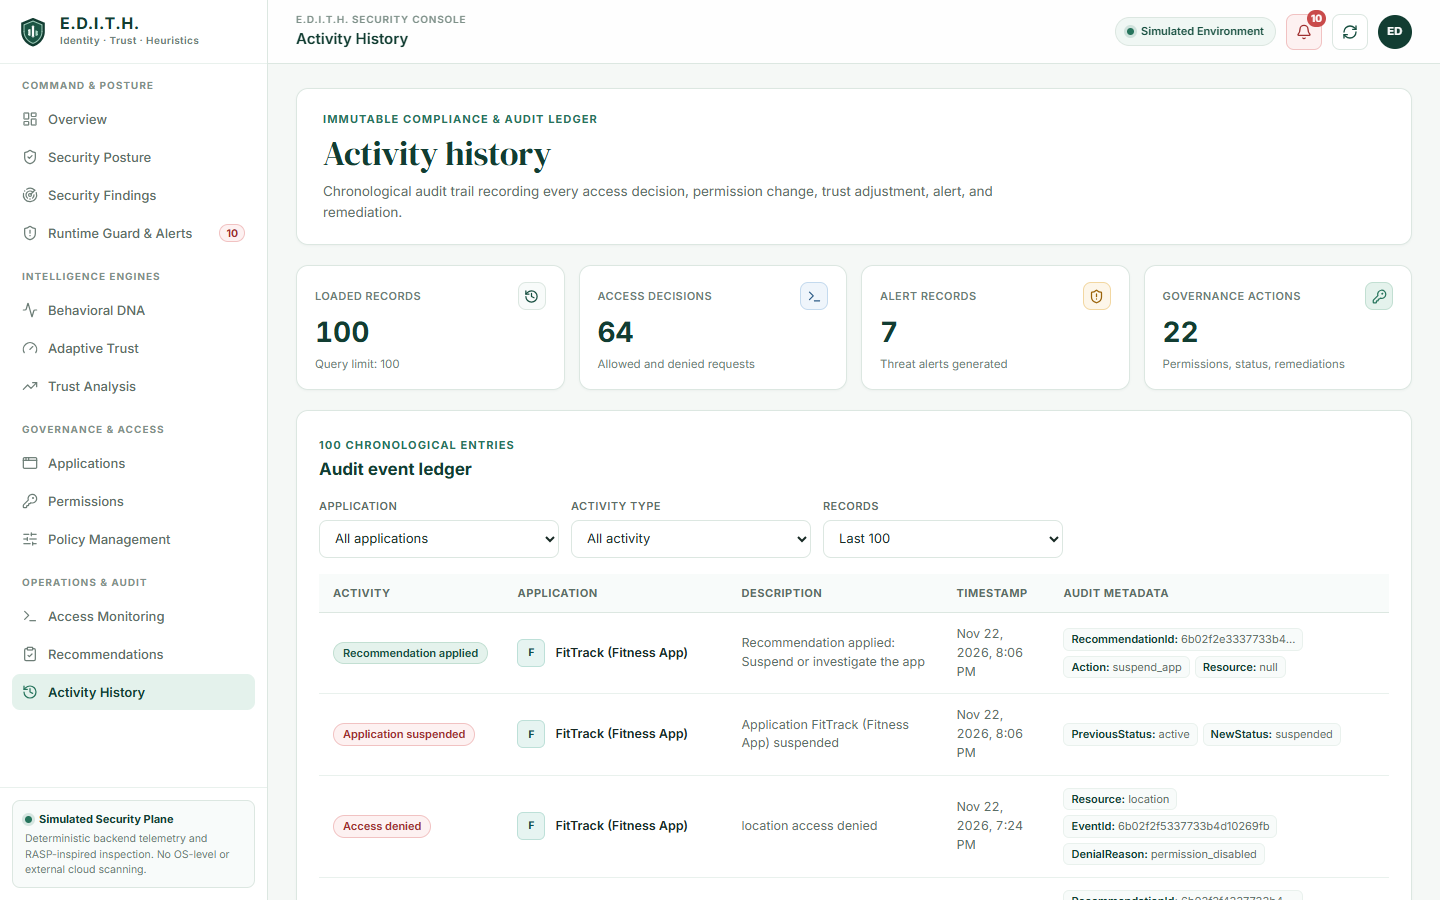 E.D.I.T.H.
Identity · Trust · Heuristics
COMMAND & POSTURE
Overview
Security Posture
Security Findings
Runtime Guard & Alerts
10
INTELLIGENCE ENGINES
Behavioral DNA
Adaptive Trust
Trust Analysis
GOVERNANCE & ACCESS
Applications
Permissions
Policy Management
OPERATIONS & AUDIT
Access Monitoring
Recommendations
Activity History
Simulated Security Plane
Deterministic backend telemetry and
RASP-inspired inspection. No OS-level or
external cloud scanning.
E.D.I.T.H. SECURITY CONSOLE
Activity History
Simulated Environment
10
ED
IMMUTABLE COMPLIANCE & AUDIT LEDGER
Activity history
Chronological audit trail recording every access decision, permission change, trust adjustment, alert, and
remediation.
LOADED RECORDS
100
Query limit: 100
ACCESS DECISIONS
64
Allowed and denied requests
ALERT RECORDS
7
Threat alerts generated
GOVERNANCE ACTIONS
22
Permissions, status, remediations
100 CHRONOLOGICAL ENTRIES
Audit event ledger
APPLICATION
ACTIVITY TYPE
RECORDS
All applications
All activity
Last 100
ACTIVITY
APPLICATION
DESCRIPTION
TIMESTAMP
AUDIT METADATA
Recommendation applied
F
FitTrack (Fitness App)
Recommendation applied:
Suspend or investigate the app
Nov 22,
2026, 8:06
PM
RecommendationId: 6b02f2e3337733b4...
Action: suspend_app
Resource: null
Application suspended
F
FitTrack (Fitness App)
Application FitTrack (Fitness
App) suspended
Nov 22,
2026, 8:06
PM
PreviousStatus: active
NewStatus: suspended
Access denied
F
FitTrack (Fitness App)
location access denied
Nov 22,
2026, 7:24
PM
Resource: location
EventId: 6b02f2f5337733b4d10269fb
DenialReason: permission_disabled